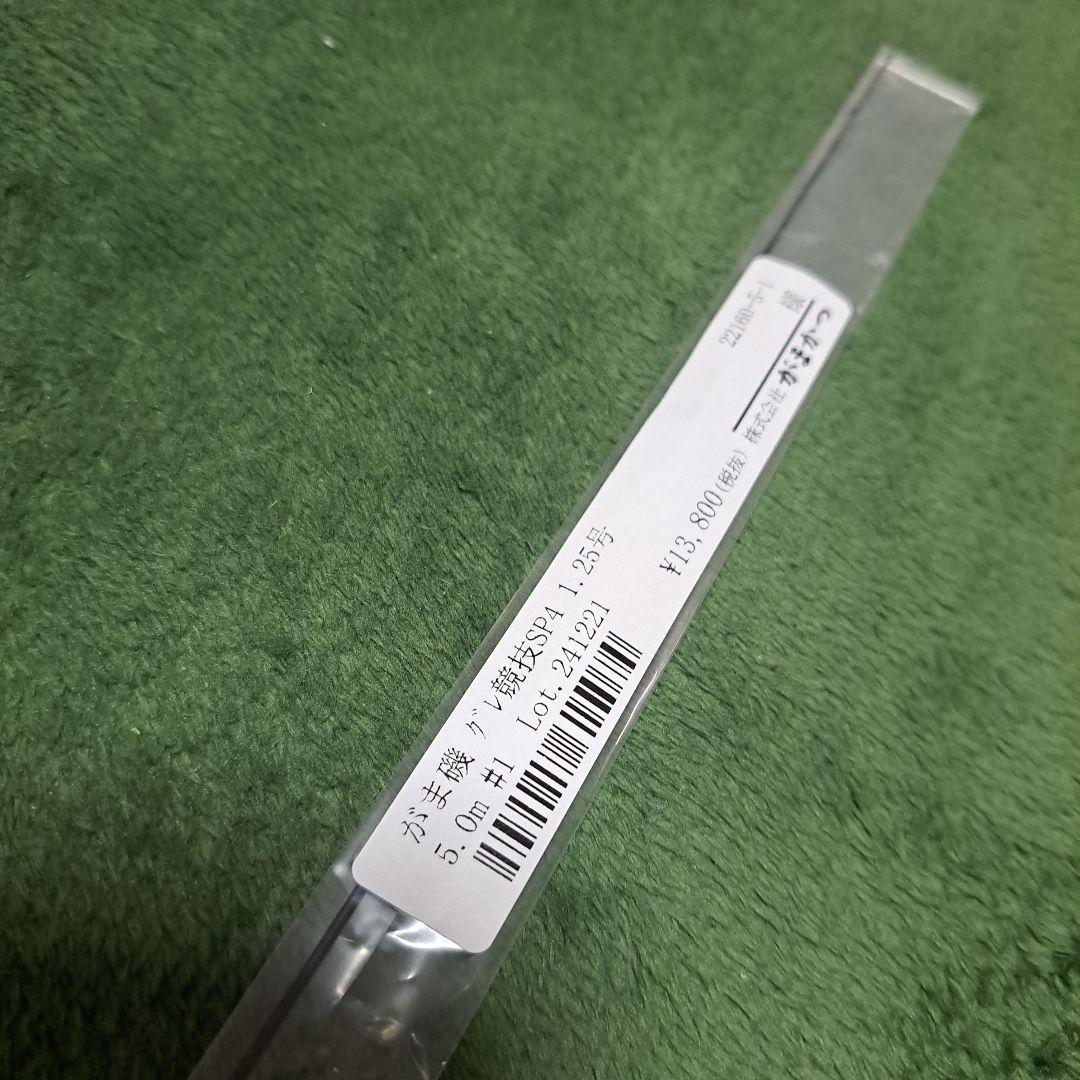 22160-5-1
様
がま磯 グレ競技SP4 1.25号
5.0m #1 Lot.241221
¥13,800(税抜) 株式会社 がまかつ